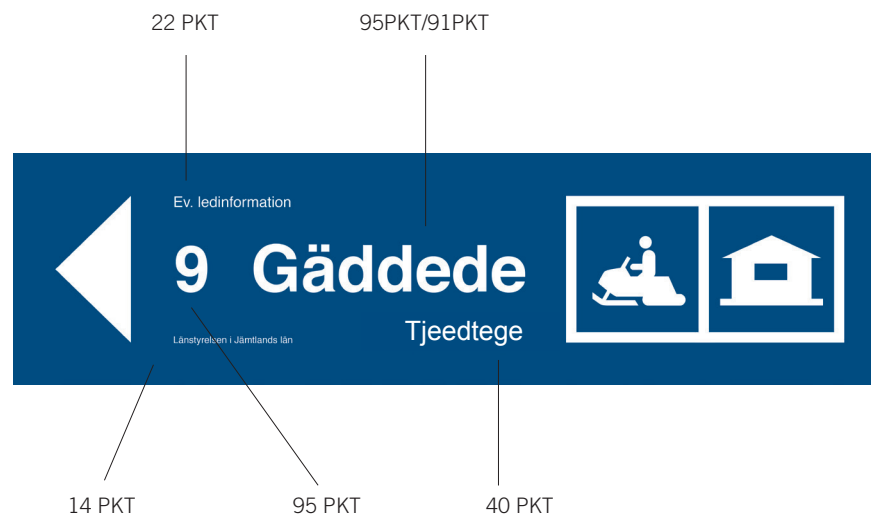 22 PKT 95PKT/91PKT
Ev. ledinformation
9 Gäddede
Tjeedtege
Länstyrelsen i Jämtlands län
14 PKT 95 PKT 40 PKT